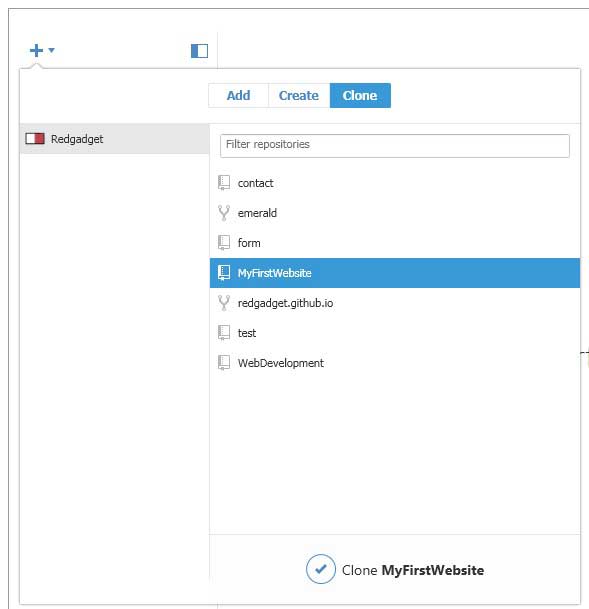 Add Create Clone
Redgadget
Filter repositories
contact
emerald
form
MyFirstWebsite
redgadget.github.io
test
WebDevelopment
Clone MyFirstWebsite